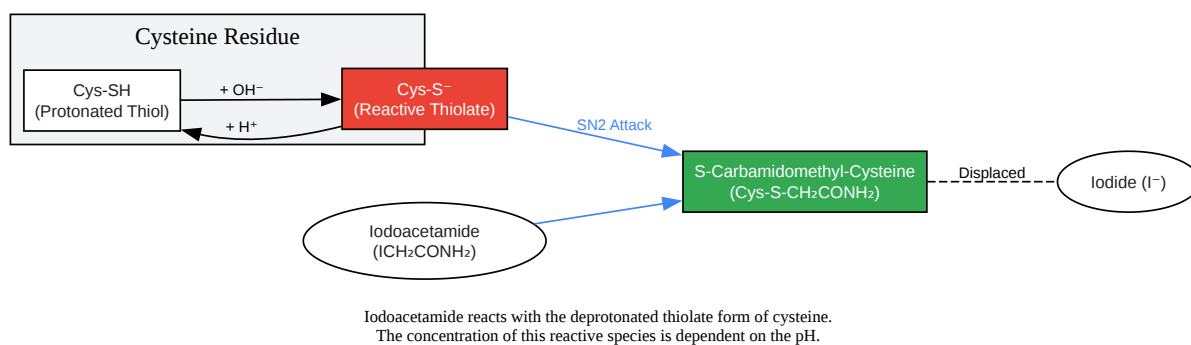 Cysteine Residue
Cys-SH
(Protonated Thiol)
+ OH⁻
+ H⁺
Cys-S⁻
(Reactive Thiolate)
SN2 Attack
Iodoacetamide
(ICH₂CONH₂)
S-Carbamidomethyl-Cysteine
(Cys-S-CH₂CONH₂)
Displaced
Iodide (I⁻)
Iodoacetamide reacts with the deprotonated thiolate form of cysteine.
The concentration of this reactive species is dependent on the pH.